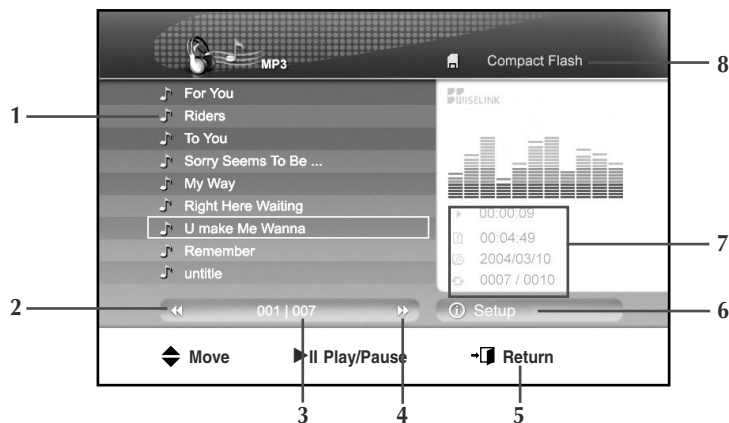 MP3
Compact Flash
8
For You
WISELINK
1
Riders
To You
Sorry Seems To Be ...
My Way
Right Here Waiting
00:00:09
U make Me Wanna
00:04:49
7
Remember
2004/03/10
untitle
0007 / 0010
2
001 | 007
Setup
6
Move
Play/Pause
Return
3
4
5